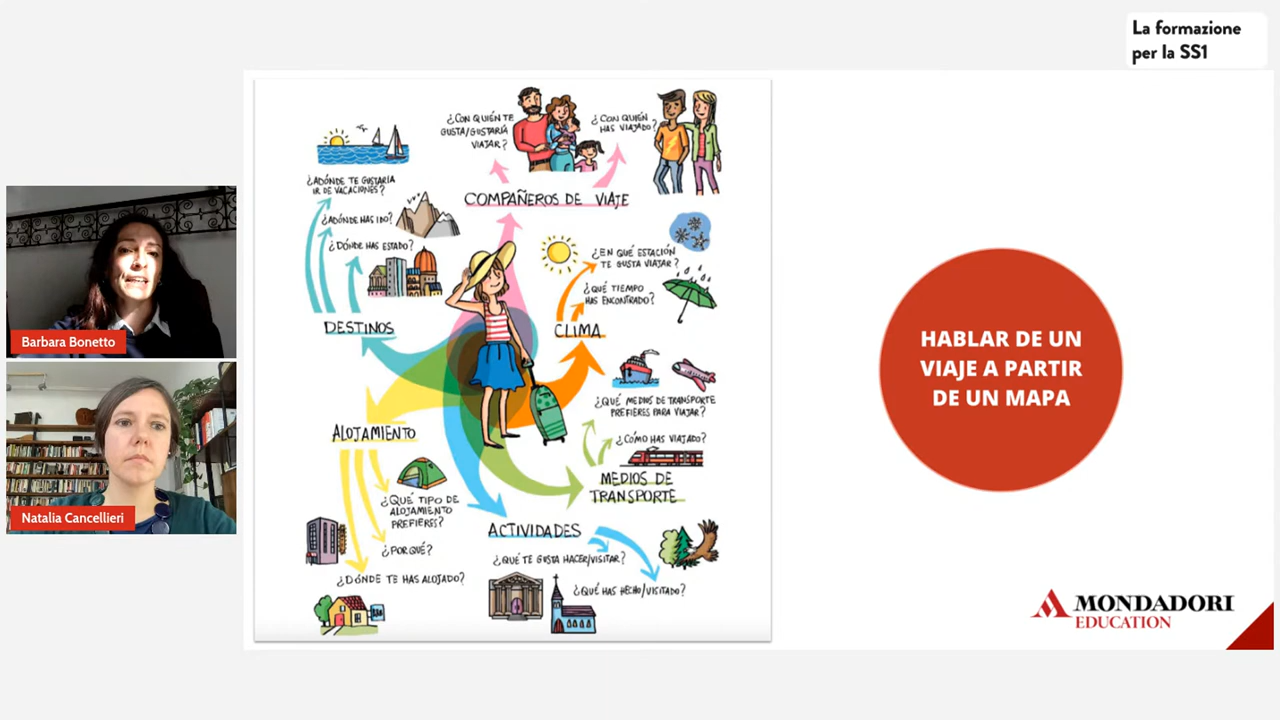 La formazione
per la SS1
¿CON QUIÉN TE
GUSTA/GUSTARÍA
VIAJAR?
¿CON QUIÉN
HAS VIAJADO?
COMPAÑEROS DE VIAJE
¿ADÓNDE TE GUSTARÍA
IR DE VACACIONES?
¿ADÓNDE HAS IDO?
¿DÓNDE HAS ESTADO?
DESTINOS
¿EN QUÉ ESTACIÓN
TE GUSTA VIAJAR?
¿QUÉ TIEMPO
HAS ENCONTRADO?
CLIMA
¿QUÉ MEDIOS DE TRANSPORTE
PREFIERES PARA VIAJAR?
¿CÓMO HAS VIAJADO?
MEDIOS DE
TRANSPORTE
ALOJAMIENTO
¿QUÉ TIPO DE
ALOJAMIENTO
PREFIERES?
¿POR QUÉ?
¿DÓNDE TE HAS ALOJADO?
ACTIVIDADES
¿QUÉ TE GUSTA HACER/VISITAR?
¿QUÉ HAS HECHO/VISITADO?
HABLAR DE UN
VIAJE A PARTIR
DE UN MAPA
Barbara Bonetto
Natalia Cancellieri
MONDADORI
EDUCATION